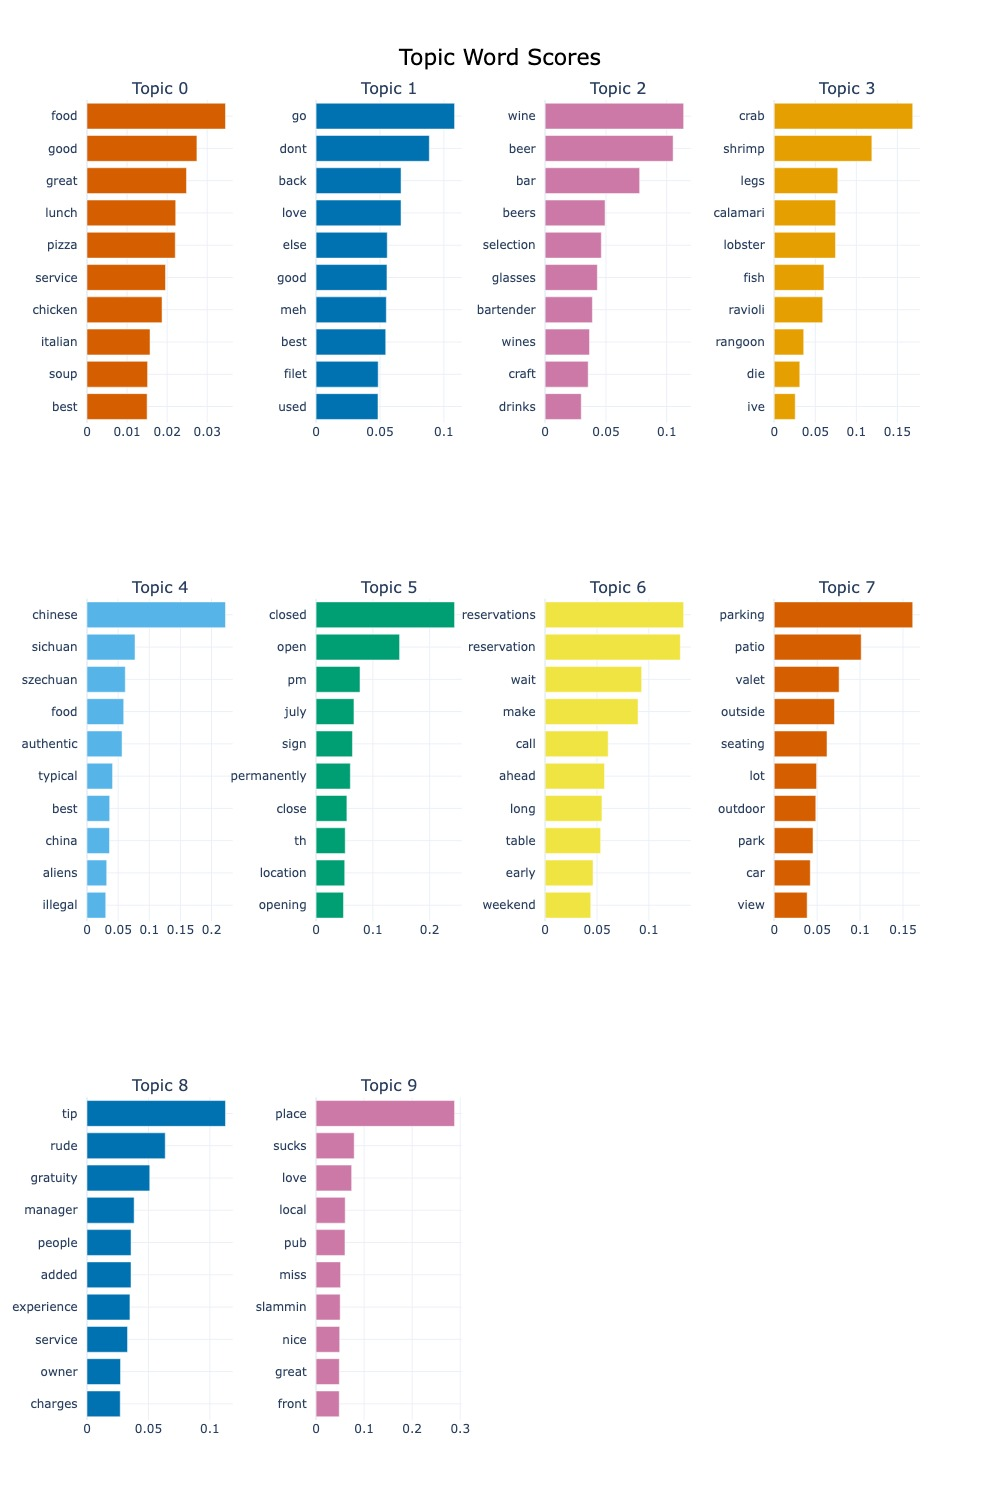 Topic Word Scores
Topic 0
food
good
great
lunch
pizza
service
chicken
italian
soup
best
0 0.01 0.02 0.03
Topic 1
go
dont
back
love
else
good
meh
best
filet
used
0 0.05 0.1
Topic 2
wine
beer
bar
beers
selection
glasses
bartender
wines
craft
drinks
0 0.05 0.1
Topic 3
crab
shrimp
legs
calamari
lobster
fish
ravioli
rangoon
die
ive
0 0.05 0.1 0.15
Topic 4
chinese
sichuan
szechuan
food
authentic
typical
best
china
aliens
illegal
0 0.05 0.1 0.15 0.2
Topic 5
closed
open
pm
july
sign
permanently
close
th
location
opening
0 0.1 0.2
Topic 6
reservations
reservation
wait
make
call
ahead
long
table
early
weekend
0 0.05 0.1
Topic 7
parking
patio
valet
outside
seating
lot
outdoor
park
car
view
0 0.05 0.1 0.15
Topic 8
tip
rude
gratuity
manager
people
added
experience
service
owner
charges
0 0.05 0.1
Topic 9
place
sucks
love
local
pub
miss
slammin
nice
great
front
0 0.1 0.2 0.3